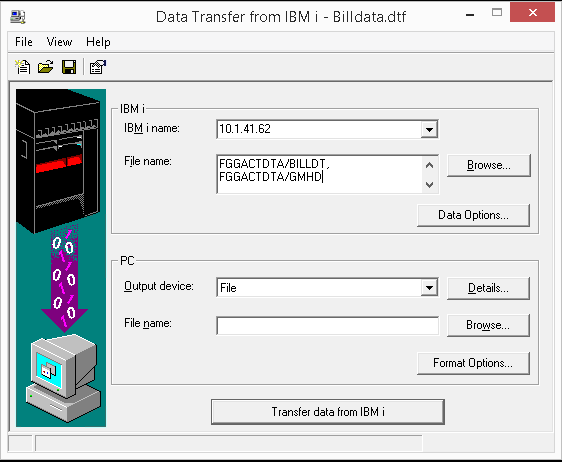 Data Transfer from IBM i - Billdata.dtf
File View Help
IBM i
IBM i name: 10.1.41.62
File name: FGGACTDTA/BILLDT,
FGGACTDTA/GMHD
Browse...
Data Options...
PC
Output device: File Details...
File name: Browse...
Format Options...
Transfer data from IBM i